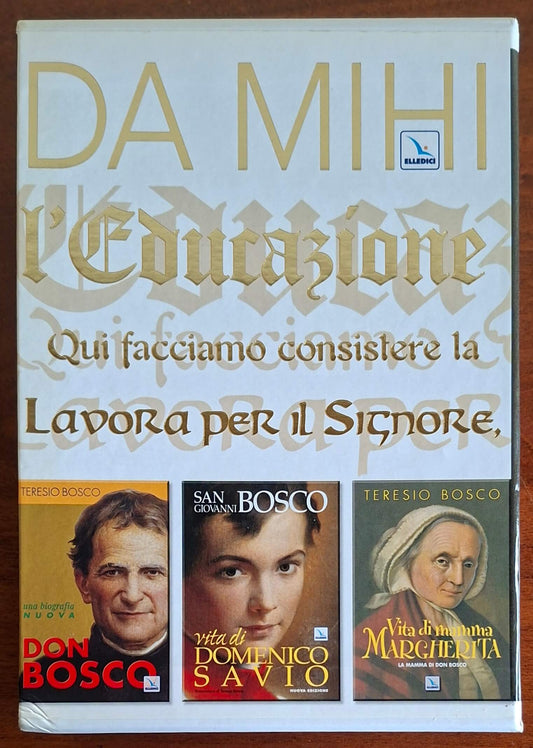 DA MIHI
ELLEDICI
l'Educazione
Qui facciamo consistere la
Lavora per il Signore,
TERESIO BOSCO
una biografia
NUOVA
DON
BOSCO
ELLEDICI
SAN
GIOVANNI
BOSCO
vita di
DOMENICO
SAVIO
NUOVA EDIZIONE
TERESIO BOSCO
Vita di mamma
MARGHERITA
LA MAMMA DI DON BOSCO
ELLEDICI